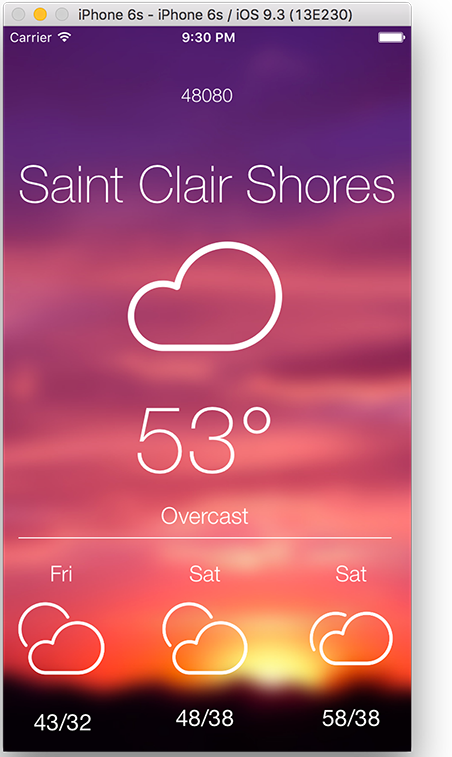 iPhone 6s - iPhone 6s / iOS 9.3 (13E230)
Carrier 9:30 PM
48080
Saint Clair Shores
53°
Overcast
Fri Sat Sat
43/32 48/38 58/38